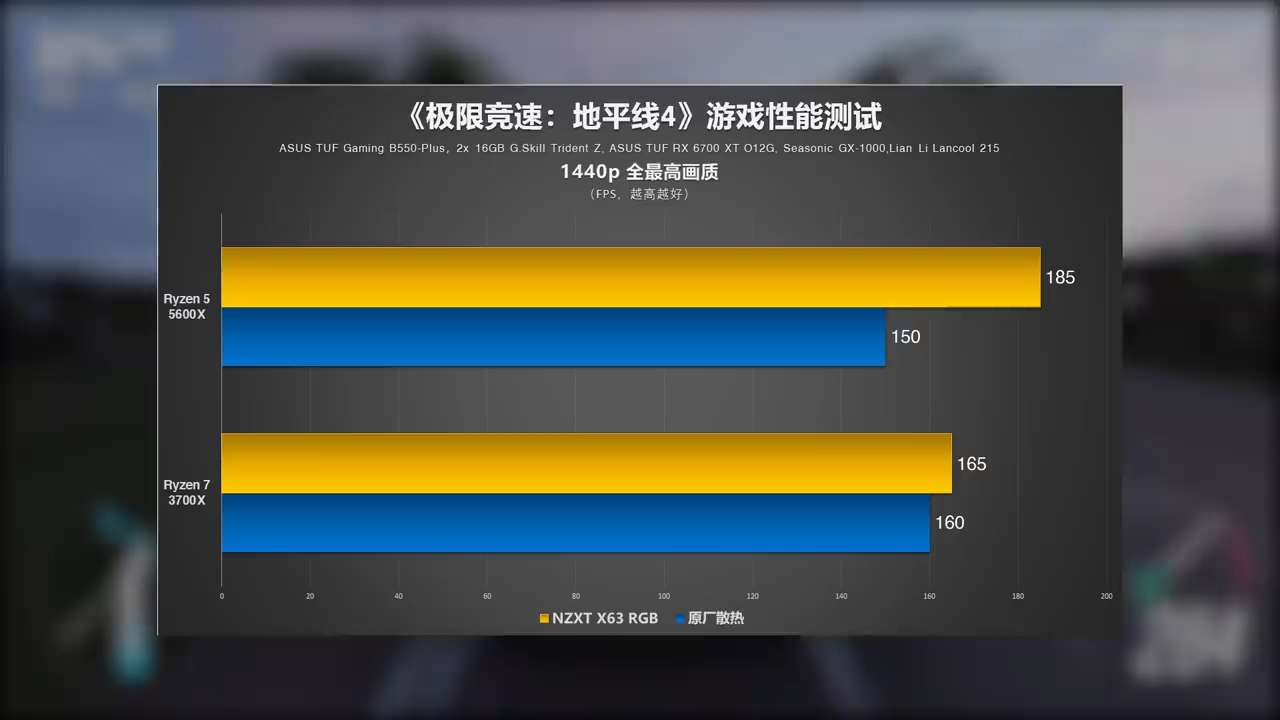 《极限竞速：地平线4》游戏性能测试
ASUS TUF Gaming B550-Plus, 2x 16GB G.Skill Trident Z, ASUS TUF RX 6700 XT O12G, Seasonic GX-1000,Lian Li Lancool 215
1440p 全最高画质
（FPS，越高越好）
185
Ryzen 5
5600X
150
165
Ryzen 7
3700X
160
0 20 40 60 80 100 120 140 160 180 200
NZXT X63 RGB 原厂散热